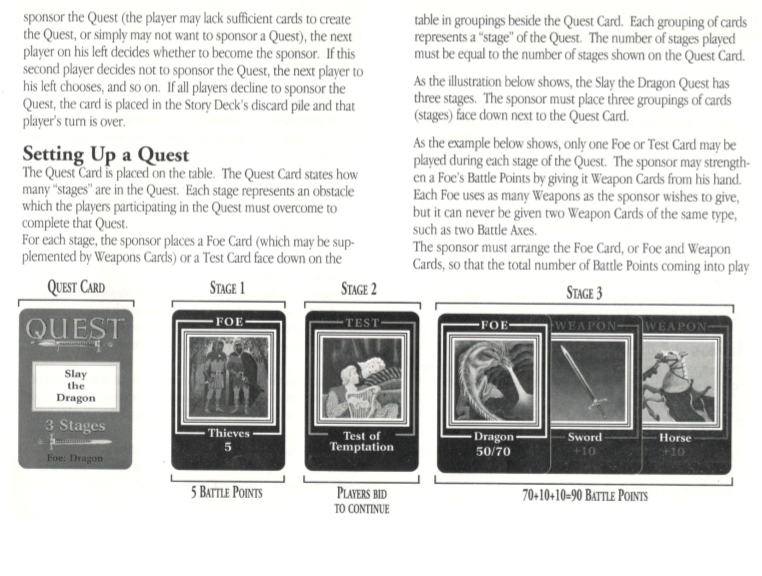 sponsor the Quest (the player may lack sufficient cards to create
the Quest, or simply may not want to sponsor a Quest), the next
player on his left decides whether to become the sponsor. If this
second player decides not to sponsor the Quest, the next player to
his left chooses, and so on. If all players decline to sponsor the
Quest, the card is placed in the Story Deck's discard pile and that
player's turn is over.
Setting Up a Quest
The Quest Card is placed on the table. The Quest Card states how
many "stages" are in the Quest. Each stage represents an obstacle
which the players participating in the Quest must overcome to
complete that Quest.
For each stage, the sponsor places a Foe Card (which may be sup-
plemented by Weapons Cards) or a Test Card face down on the
table in groupings beside the Quest Card. Each grouping of cards
represents a "stage" of the Quest. The number of stages played
must be equal to the number of stages shown on the Quest Card.
As the illustration below shows, the Slay the Dragon Quest has
three stages. The sponsor must place three groupings of cards
(stages) face down next to the Quest Card.
As the example below shows, only one Foe or Test Card may be
played during each stage of the Quest. The sponsor may strength-
en a Foe's Battle Points by giving it Weapon Cards from his hand.
Each Foe uses as many Weapons as the sponsor wishes to give,
but it can never be given two Weapon Cards of the same type,
such as two Battle Axes.
The sponsor must arrange the Foe Card, or Foe and Weapon
Cards, so that the total number of Battle Points coming into play
QUEST CARD
QUEST
Slay
the
Dragon
3 Stages
Foe: Dragon
STAGE 1
FOE
Thieves
5
5 BATTLE POINTS
STAGE 2
TEST
Test of
Temptation
PLAYERS BID
TO CONTINUE
STAGE 3
FOE
Dragon
50/70
WEAPON
Sword
+10
WEAPON
Horse
+10
70+10+10=90 BATTLE POINTS